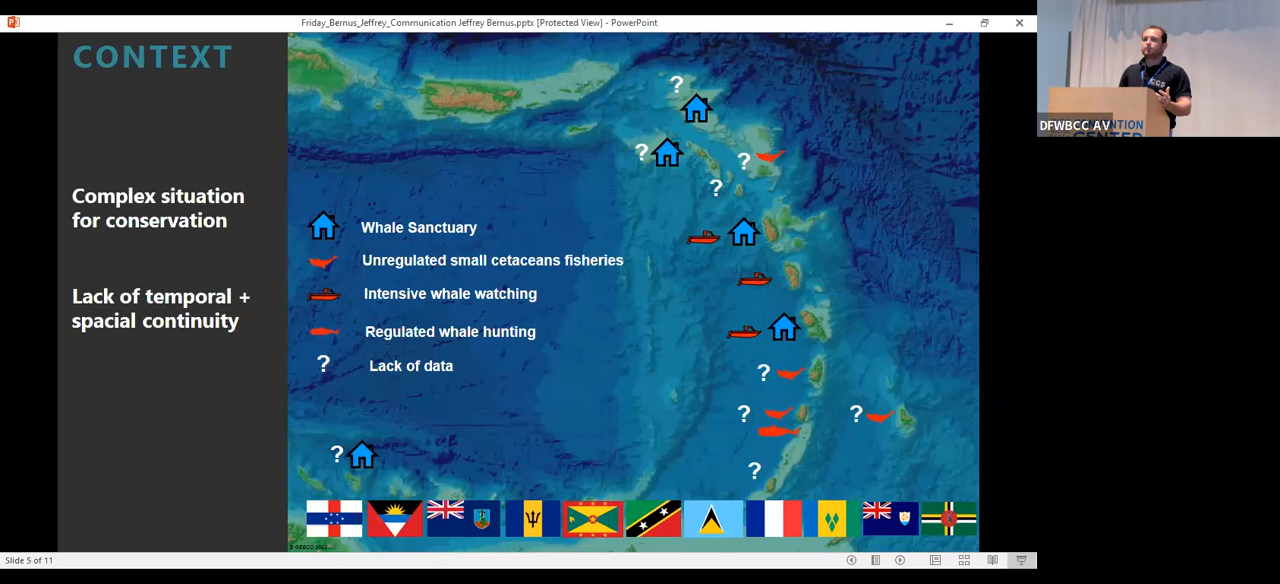 Friday_Bernus_Jeffrey_Communication Jeffrey Bernus.pptx [Protected View] - PowerPoint
CONTEXT
Complex situation
for conservation
Lack of temporal +
spacial continuity
?
?
?
?
Whale Sanctuary
Unregulated small cetaceans fisheries
Intensive whale watching
Regulated whale hunting
? Lack of data
?
? ?
?
?
DFWBCC AV
CONVENTION
CENTER
Slide 5 of 11